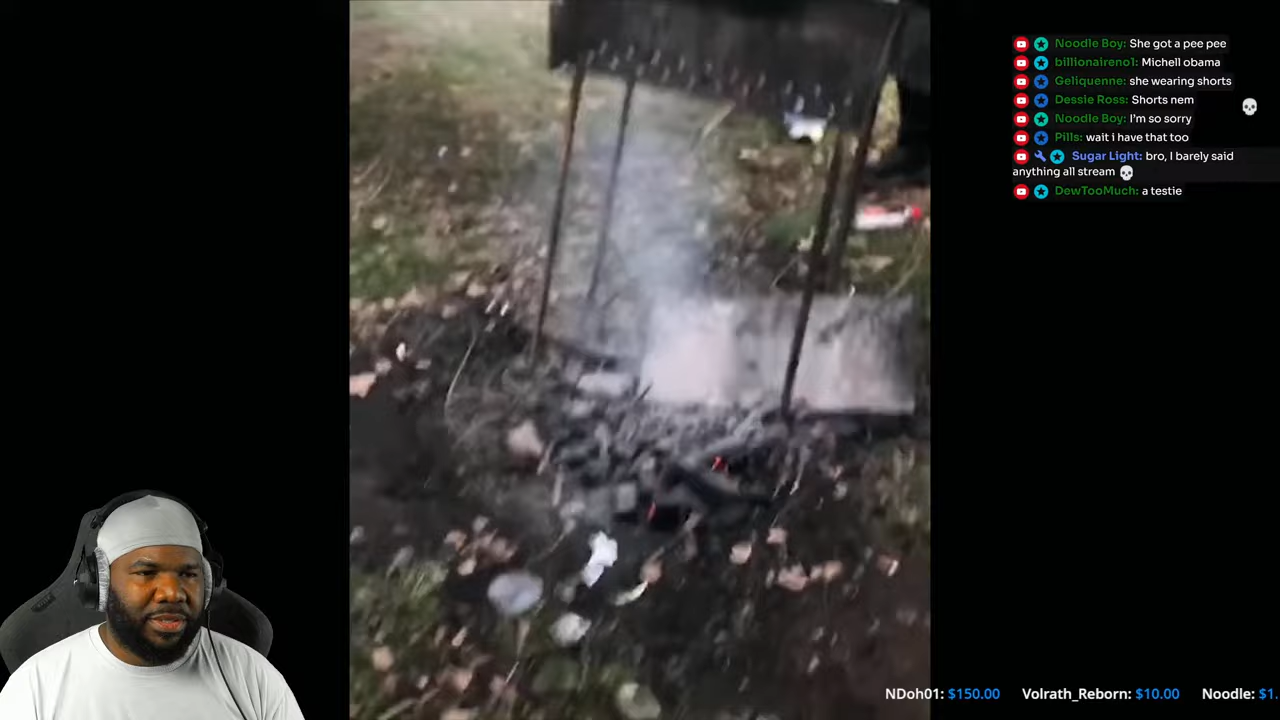 Noodle Boy: She got a pee pee
billionaireno1: Michell obama
Geliquenne: she wearing shorts
Dessie Ross: Shorts nem
Noodle Boy: I'm so sorry
Pills: wait i have that too
Sugar Light: bro, I barely said
anything all stream 💀
DewTooMuch: a testie
NDoh01: $150.00 Volrath_Reborn: $10.00 Noodle: $1.